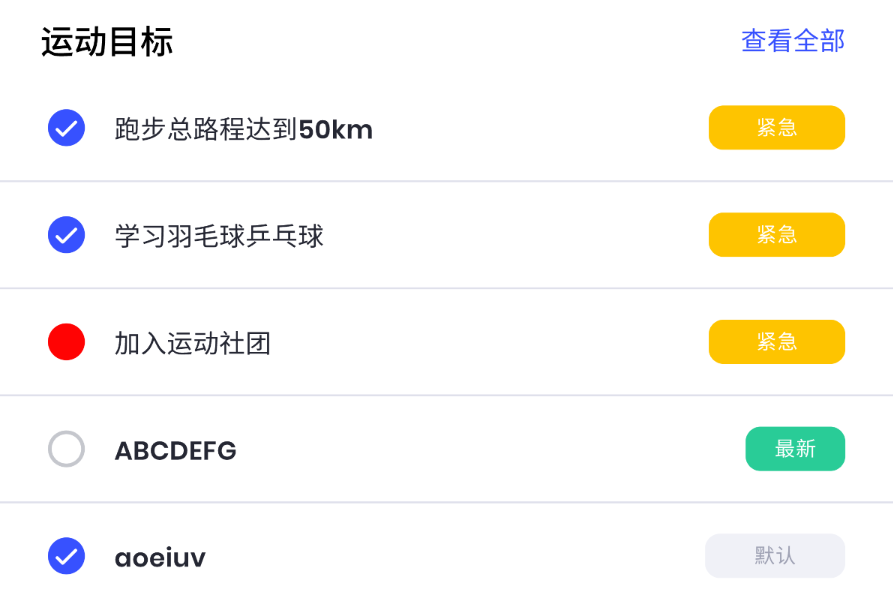 运动目标 查看全部
跑步总路程达到50km 紧急
学习羽毛球乒乓球 紧急
加入运动社团 紧急
ABCDEFG 最新
aoeiuv 默认